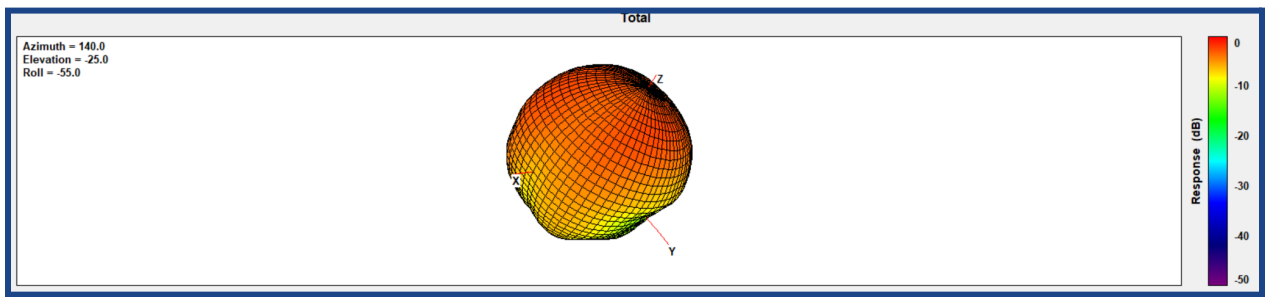 Total
Azimuth = 140.0
Elevation = -25.0
Roll = -55.0
Z
X
Y
Response (dB)
0
-10
-20
-30
-40
-50